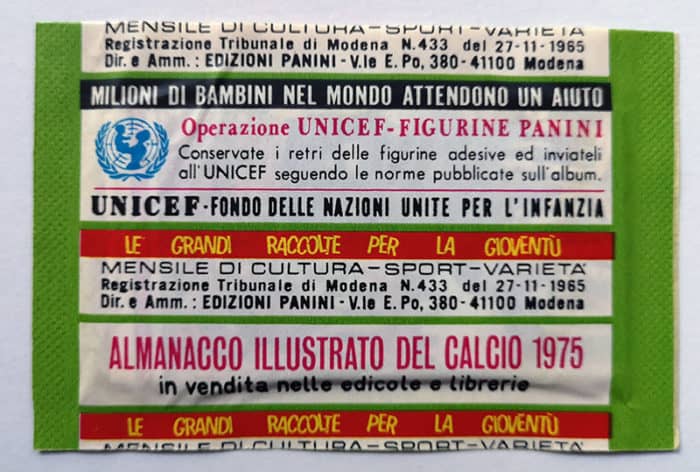 MENSILE DI CULTURA-SPORT-VARIETÀ
Registrazione Tribunale di Modena N.433 del 27-11-1965
Dir. e Amm.: EDIZIONI PANINI - V.le E. Po, 380-41100 Modena
MILIONI DI BAMBINI NEL MONDO ATTENDONO UN AIUTO
Operazione UNICEF-FIGURINE PANINI
Conservate i retri delle figurine adesive ed inviateli
all'UNICEF seguendo le norme pubblicate sull'album.
UNICEF-FONDO DELLE NAZIONI UNITE PER L'INFANZIA
LE GRANDI RACCOLTE PER LA GIOVENTÙ
MENSILE DI CULTURA-SPORT-VARIETÀ
Registrazione Tribunale di Modena N.433 del 27-11-1965
Dir. e Amm.: EDIZIONI PANINI - V.le E. Po, 380-41100 Modena
ALMANACCO ILLUSTRATO DEL CALCIO 1975
in vendita nelle edicole e librerie
LE GRANDI RACCOLTE PER LA GIOVENTÙ
MENSILE DI CULTURA-SPORT-VARIETÀ